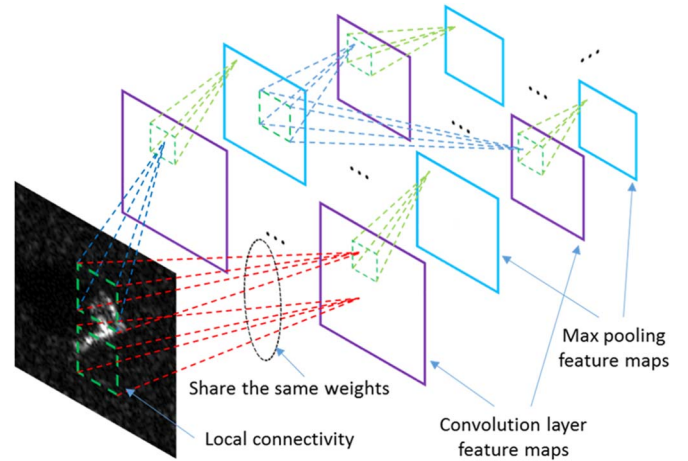 Max pooling
feature maps
Share the same weights
Convolution layer
feature maps
Local connectivity